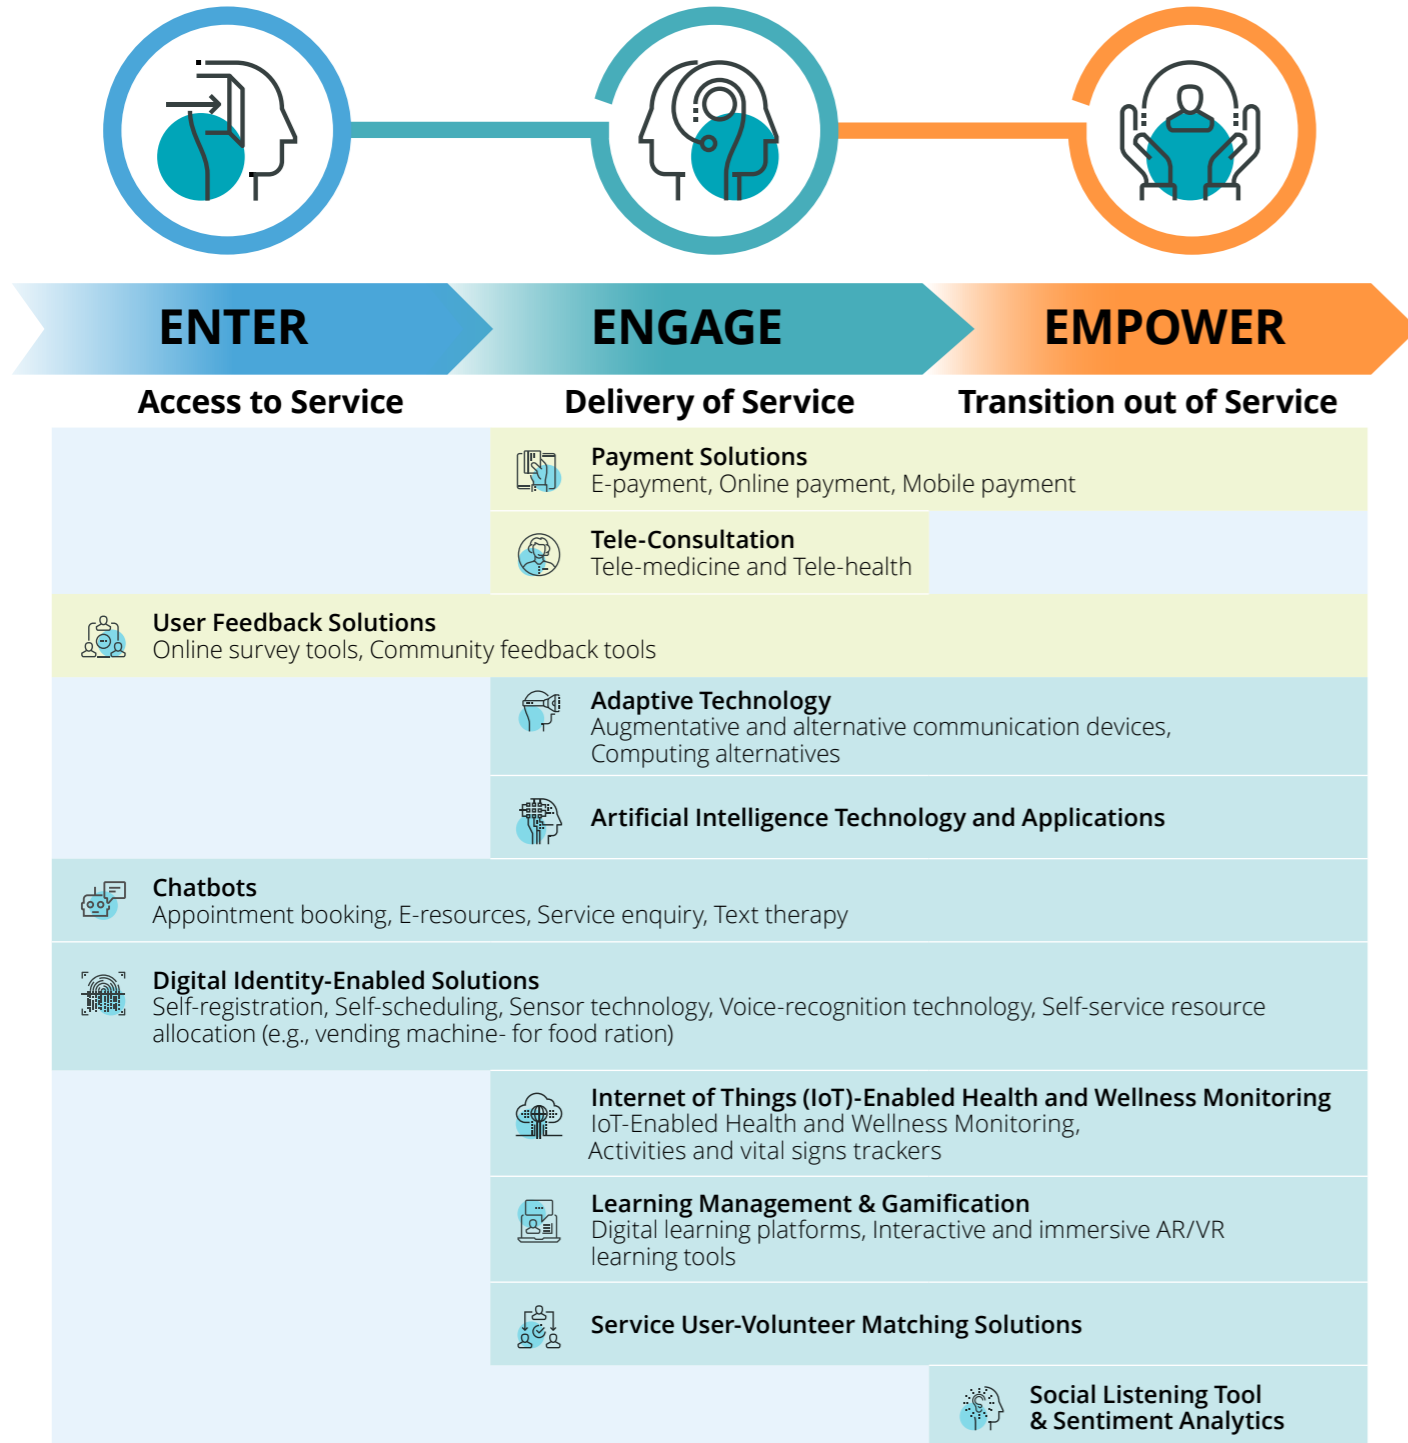 ENTER
ENGAGE
EMPOWER
Access to Service
Delivery of Service
Transition out of Service
Payment Solutions
E-payment, Online payment, Mobile payment
Tele-Consultation
Tele-medicine and Tele-health
User Feedback Solutions
Online survey tools, Community feedback tools
Adaptive Technology
Augmentative and alternative communication devices,
Computing alternatives
Artificial Intelligence Technology and Applications
Chatbots
Appointment booking, E-resources, Service enquiry, Text therapy
Digital Identity-Enabled Solutions
Self-registration, Self-scheduling, Sensor technology, Voice-recognition technology, Self-service resource
allocation (e.g., vending machine- for food ration)
Internet of Things (IoT)-Enabled Health and Wellness Monitoring
IoT-Enabled Health and Wellness Monitoring,
Activities and vital signs trackers
Learning Management & Gamification
Digital learning platforms, Interactive and immersive AR/VR
learning tools
Service User-Volunteer Matching Solutions
Social Listening Tool
& Sentiment Analytics